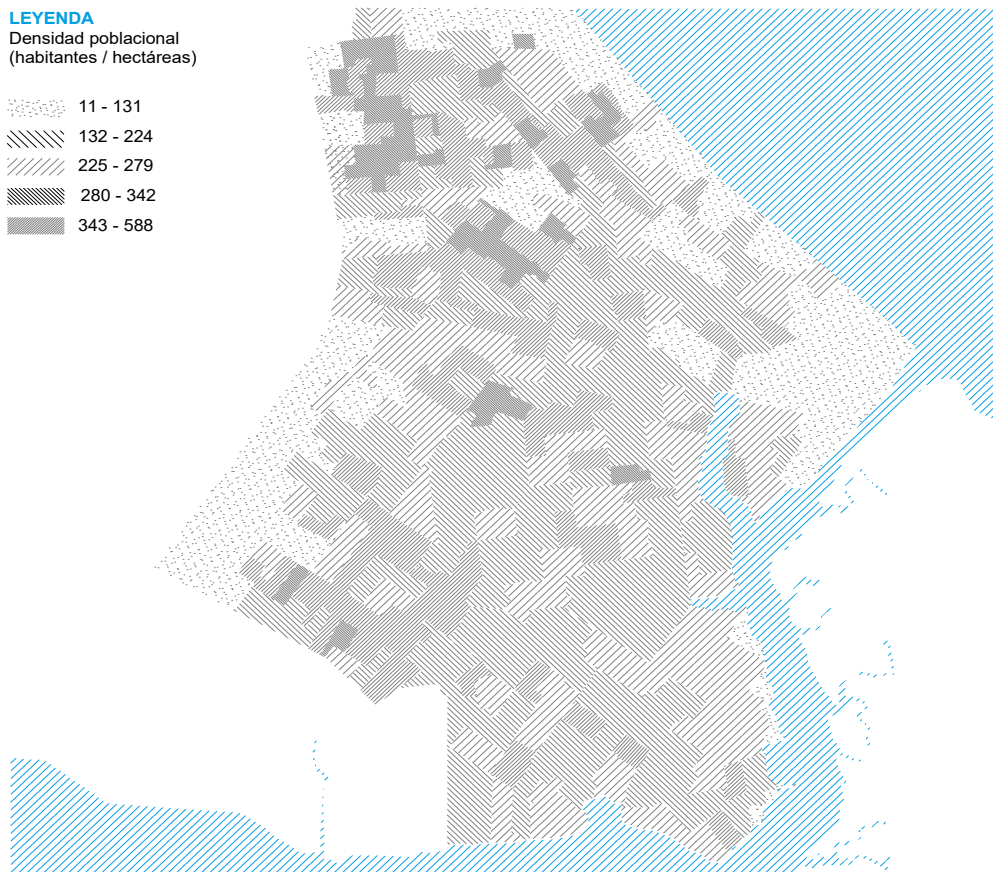 LEYENDA
Densidad poblacional
(habitantes / hectáreas)
11 - 131
132 - 224
225 - 279
280 - 342
343 - 588